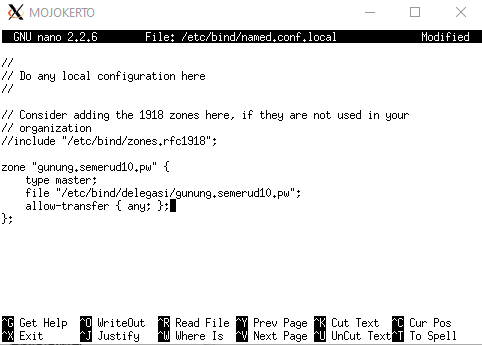 MOJOKERTO
GNU nano 2.2.6 File: /etc/bind/named.conf.local Modified
//
// Do any local configuration here
//
// Consider adding the 1918 zones here, if they are not used in your
// organization
//include "/etc/bind/zones.rfc1918";
zone "gunung.semerud10.pw" {
type master;
file "/etc/bind/delegasi/gunung.semerud10.pw";
allow-transfer { any; };
};
^G Get Help ^O WriteOut ^R Read File ^Y Prev Page ^K Cut Text ^C Cur Pos
^X Exit ^J Justify ^W Where Is ^V Next Page ^U UnCut Text ^T To Spell